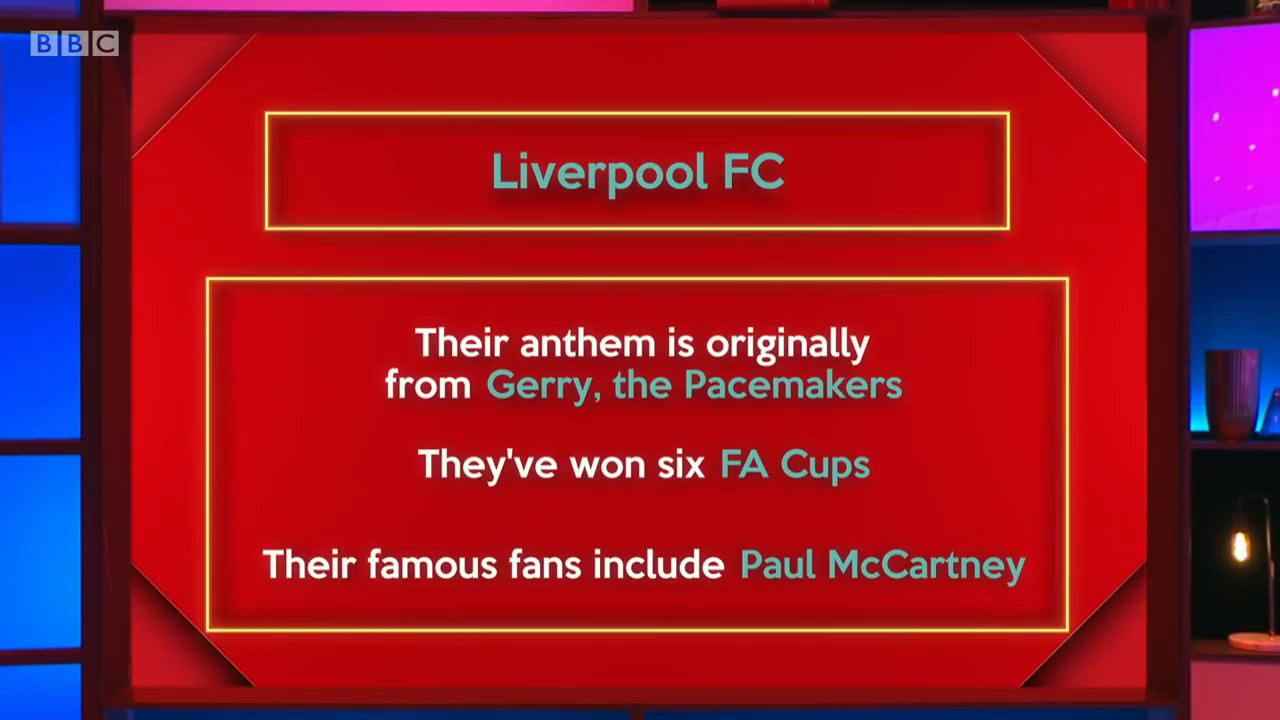 BBC
Liverpool FC
Their anthem is originally
from Gerry, the Pacemakers
They've won six FA Cups
Their famous fans include Paul McCartney